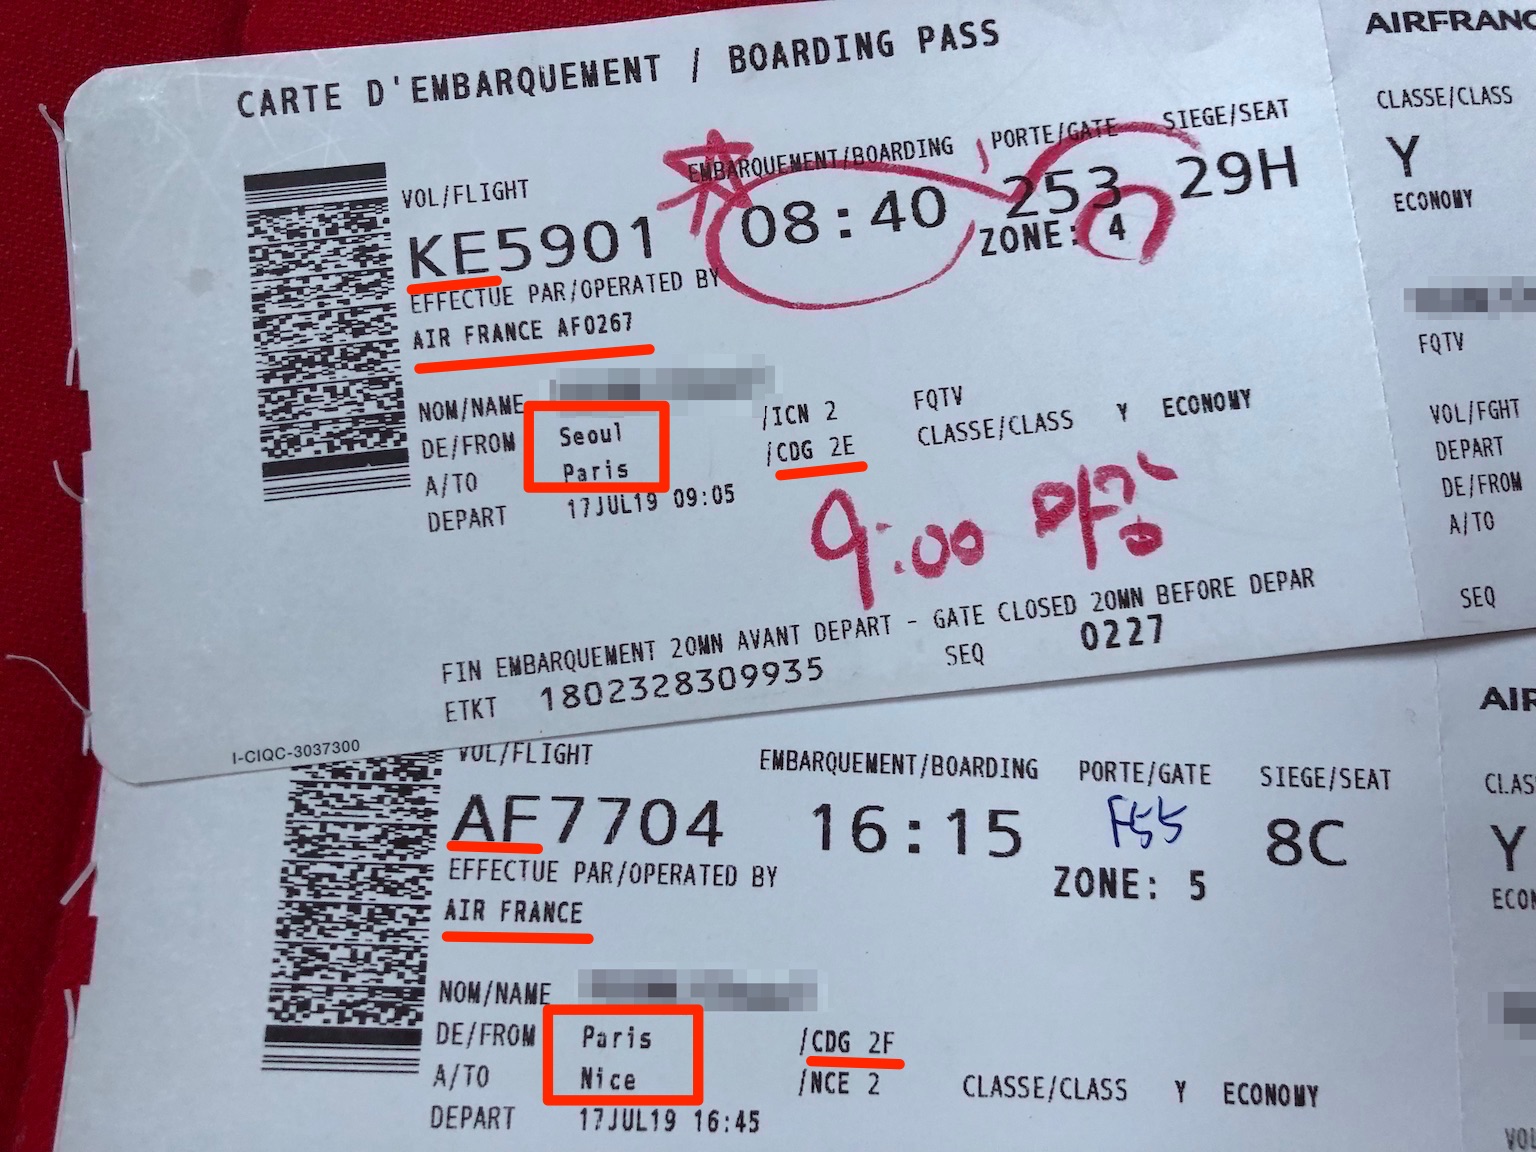 CARTE D'EMBARQUEMENT / BOARDING PASS
AIRFRANC
VOL/FLIGHT EMBARQUEMENT/BOARDING PORTE/GATE SIEGE/SEAT CLASSE/CLASS
KE5901 08:40 253 29H Y
ZONE: 4 ECONOMY
EFFECTUE PAR/OPERATED BY
AIR FRANCE AF0267
NOM/NAME FQTV FQTV
DE/FROM Seoul /ICN 2 CLASSE/CLASS Y ECONOMY VOL/FGHT
A/TO Paris /CDG 2E DEPART
DEPART 17JUL19 09:05 DE/FROM
A/TO
9:00 마감
FIN EMBARQUEMENT 20MN AVANT DEPART - GATE CLOSED 20MN BEFORE DEPAR
ETKT 1802328309935 SEQ 0227 SEQ
I-CIQC-3037300
AIR
VOL/FLIGHT EMBARQUEMENT/BOARDING PORTE/GATE SIEGE/SEAT CLAS
AF7704 16:15 F55 8C Y
EFFECTUE PAR/OPERATED BY ZONE: 5 ECON
AIR FRANCE
NOM/NAME
DE/FROM Paris /CDG 2F
A/TO Nice /NCE 2 CLASSE/CLASS Y ECONOMY
DEPART 17JUL19 16:45 VOL